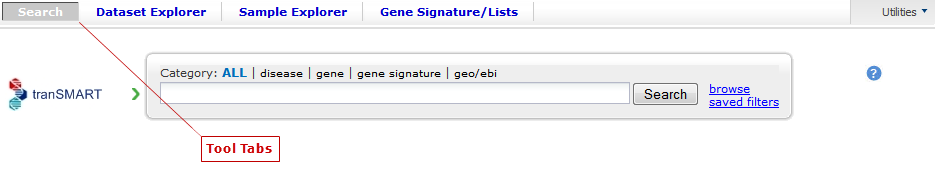 Search Dataset Explorer Sample Explorer Gene Signature/Lists Utilities
Category: ALL | disease | gene | gene signature | geo/ebi
tranSMART Search browse
saved filters
?
Tool Tabs